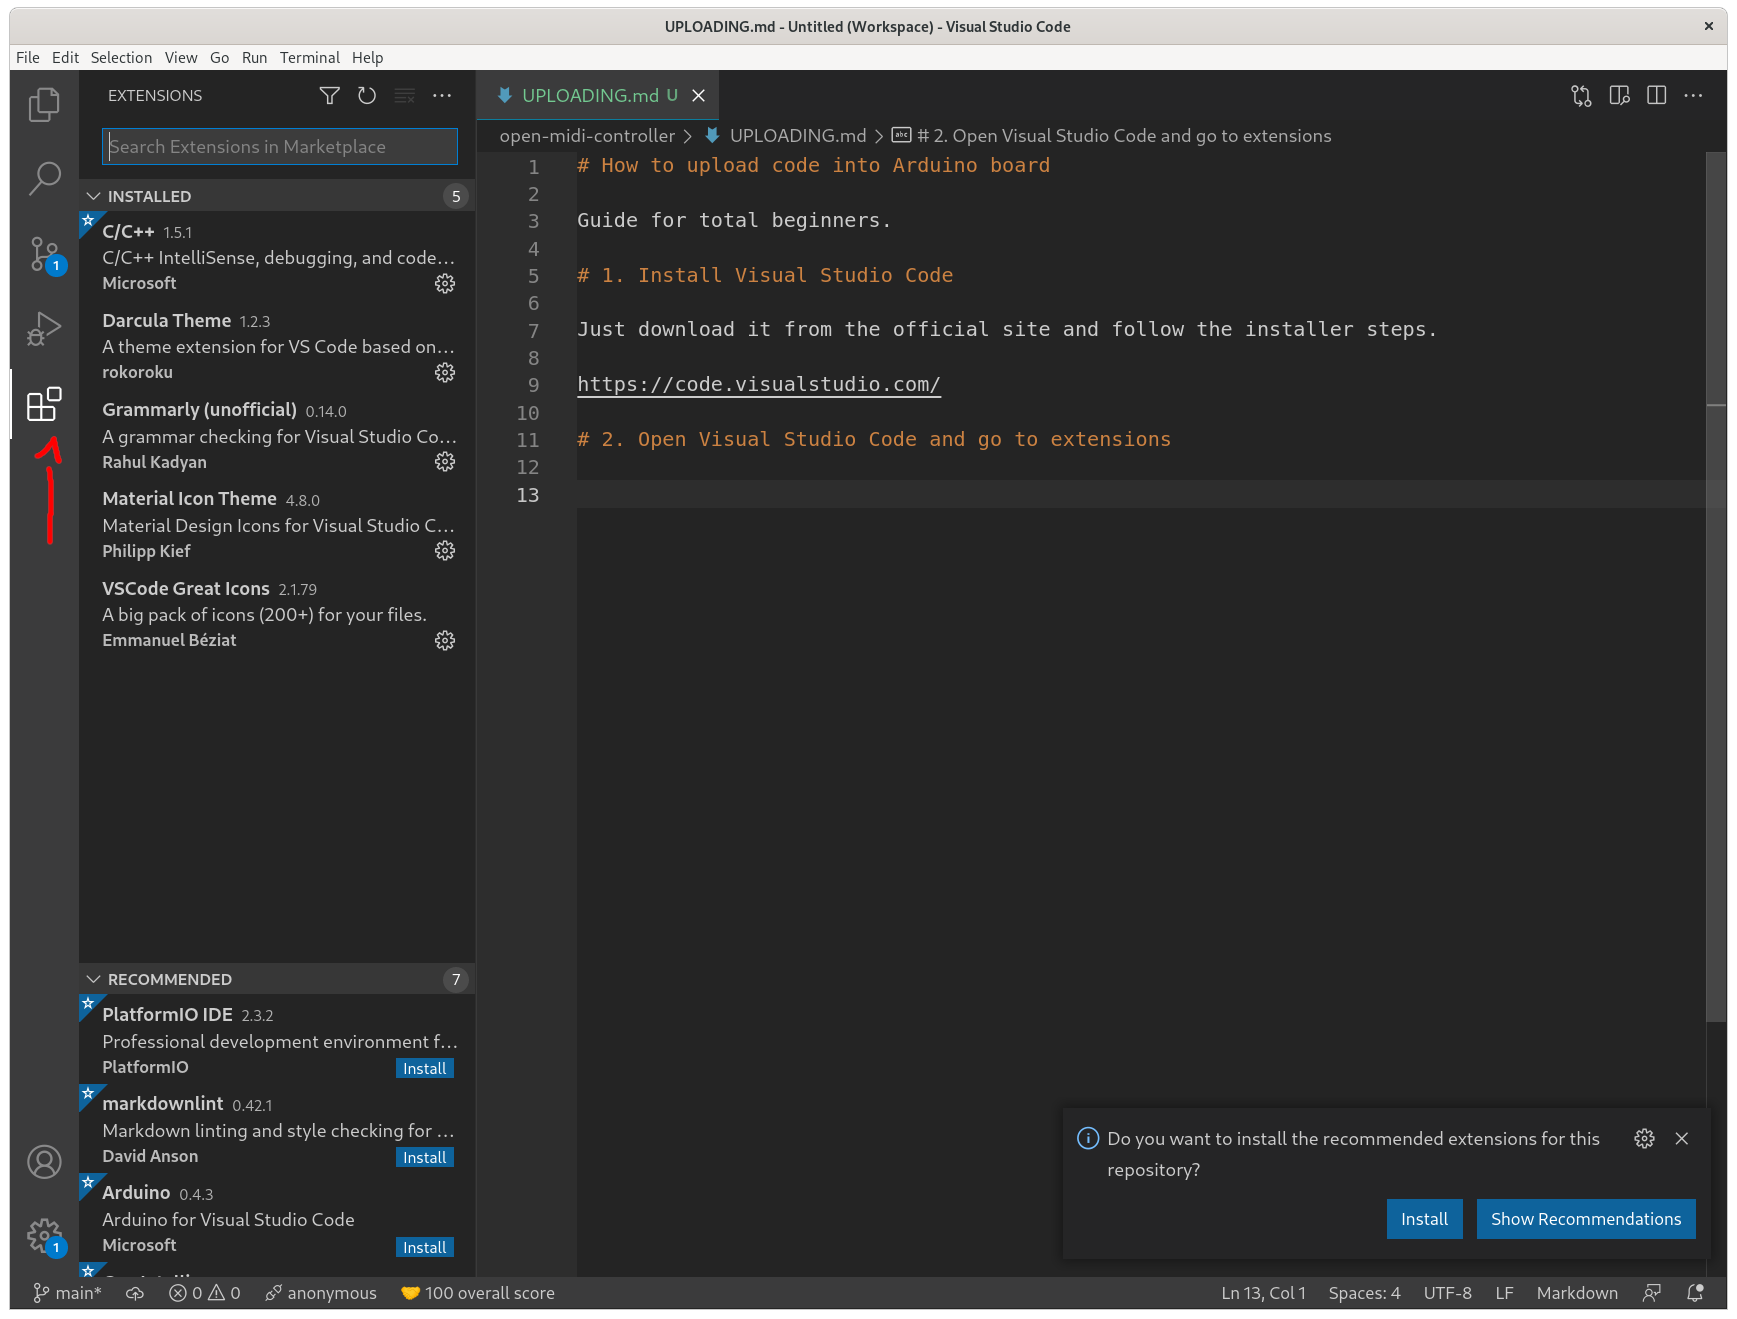 UPLOADING.md - Untitled (Workspace) - Visual Studio Code
File Edit Selection View Go Run Terminal Help
EXTENSIONS
Search Extensions in Marketplace
INSTALLED 5
C/C++ 1.5.1
C/C++ IntelliSense, debugging, and code...
Microsoft
Darcula Theme 1.2.3
A theme extension for VS Code based on...
rokoroku
Grammarly (unofficial) 0.14.0
A grammar checking for Visual Studio Co...
Rahul Kadyan
Material Icon Theme 4.8.0
Material Design Icons for Visual Studio C...
Philipp Kief
VSCode Great Icons 2.1.79
A big pack of icons (200+) for your files.
Emmanuel Béziat
RECOMMENDED 7
PlatformIO IDE 2.3.2
Professional development environment f...
PlatformIO Install
markdownlint 0.42.1
Markdown linting and style checking for ...
David Anson Install
Arduino 0.4.3
Arduino for Visual Studio Code
Microsoft Install
1
1
UPLOADING.md U
open-midi-controller > UPLOADING.md > abc # 2. Open Visual Studio Code and go to extensions
1 # How to upload code into Arduino board
2
3 Guide for total beginners.
4
5 # 1. Install Visual Studio Code
6
7 Just download it from the official site and follow the installer steps.
8
9 https://code.visualstudio.com/
10
11 # 2. Open Visual Studio Code and go to extensions
12
13
Do you want to install the recommended extensions for this
repository?
Install Show Recommendations
main* 0 0 anonymous 100 overall score Ln 13, Col 1 Spaces: 4 UTF-8 LF Markdown